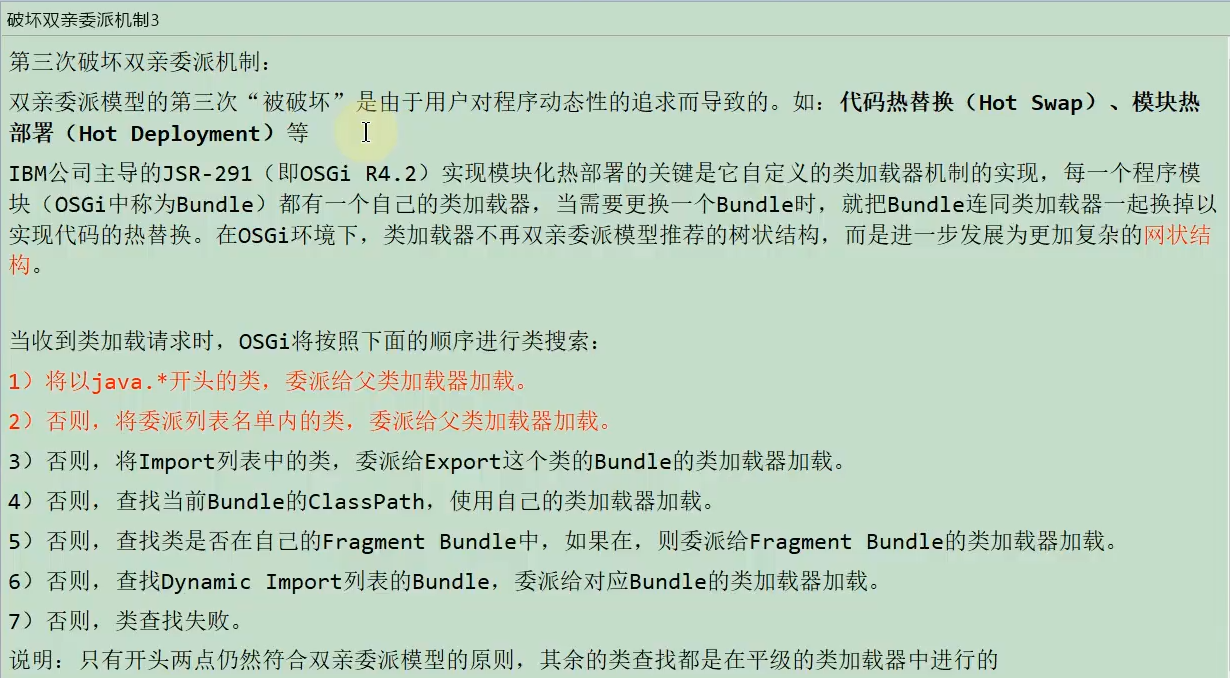 破坏双亲委派机制3
第三次破坏双亲委派机制：
双亲委派模型的第三次“被破坏”是由于用户对程序动态性的追求而导致的。如：代码热替换（Hot Swap）、模块热
部署（Hot Deployment）等
IBM公司主导的JSR-291（即OSGi R4.2）实现模块化热部署的关键是它自定义的类加载器机制的实现，每一个程序模
块（OSGi中称为Bundle）都有一个自己的类加载器，当需要更换一个Bundle时，就把Bundle连同类加载器一起换掉以
实现代码的热替换。在OSGi环境下，类加载器不再双亲委派模型推荐的树状结构，而是进一步发展为更加复杂的网状结
构。
当收到类加载请求时，OSGi将按照下面的顺序进行类搜索：
1）将以java.*开头的类，委派给父类加载器加载。
2）否则，将委派列表名单内的类，委派给父类加载器加载。
3）否则，将Import列表中的类，委派给Export这个类的Bundle的类加载器加载。
4）否则，查找当前Bundle的ClassPath，使用自己的类加载器加载。
5）否则，查找类是否在自己的Fragment Bundle中，如果在，则委派给Fragment Bundle的类加载器加载。
6）否则，查找Dynamic Import列表的Bundle，委派给对应Bundle的类加载器加载。
7）否则，类查找失败。
说明：只有开头两点仍然符合双亲委派模型的原则，其余的类查找都是在平级的类加载器中进行的